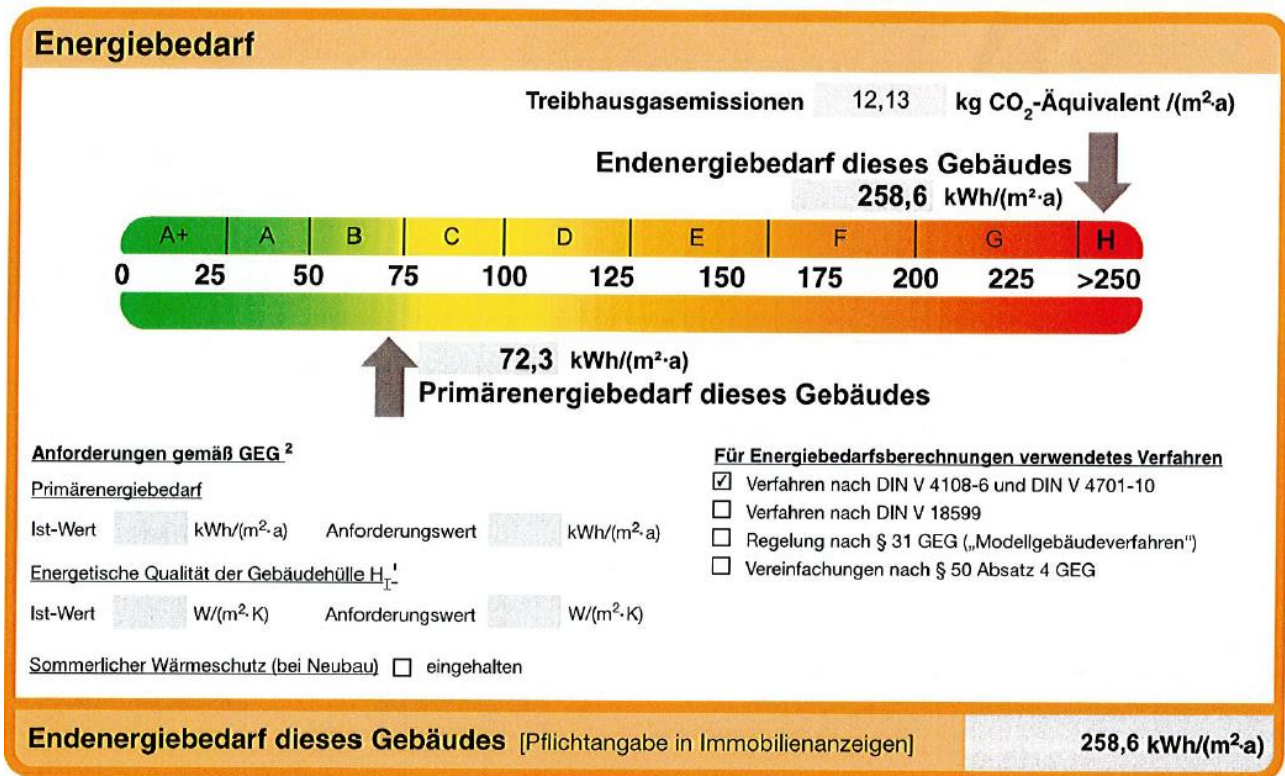 Energiebedarf
Treibhausgasemissionen 12,13 kg CO₂-Äquivalent /(m²·a)
Endenergiebedarf dieses Gebäudes
258,6 kWh/(m²·a)
A+ A B C D E F G H
0 25 50 75 100 125 150 175 200 225 >250
72,3 kWh/(m²·a)
Primärenergiebedarf dieses Gebäudes
Anforderungen gemäß GEG ²
Primärenergiebedarf
Ist-Wert kWh/(m²·a) Anforderungswert kWh/(m²·a)
Energetische Qualität der Gebäudehülle H_T'
Ist-Wert W/(m²·K) Anforderungswert W/(m²·K)
Sommerlicher Wärmeschutz (bei Neubau) ☐ eingehalten
Für Energiebedarfsberechnungen verwendetes Verfahren
☑ Verfahren nach DIN V 4108-6 und DIN V 4701-10
☐ Verfahren nach DIN V 18599
☐ Regelung nach § 31 GEG („Modellgebäudeverfahren")
☐ Vereinfachungen nach § 50 Absatz 4 GEG
Endenergiebedarf dieses Gebäudes [Pflichtangabe in Immobilienanzeigen] 258,6 kWh/(m²·a)